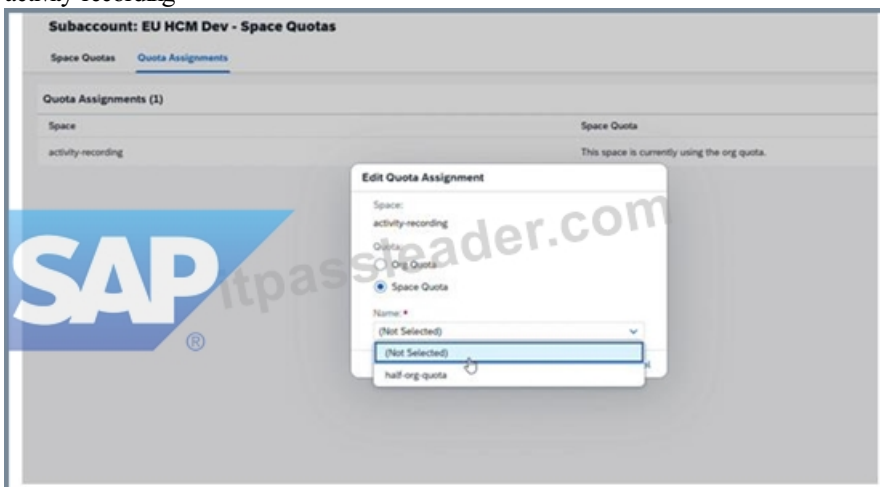 activity-recording
Subaccount: EU HCM Dev - Space Quotas
Space Quotas Quota Assignments
Quota Assignments (1)
Space Space Quota
activity-recording This space is currently using the org quota.
Edit Quota Assignment
Space:
activity-recording
Quota:
Org Quota
Space Quota
Name: *
(Not Selected)
(Not Selected)
half-org-quota
SAP
®
itpassleader.com